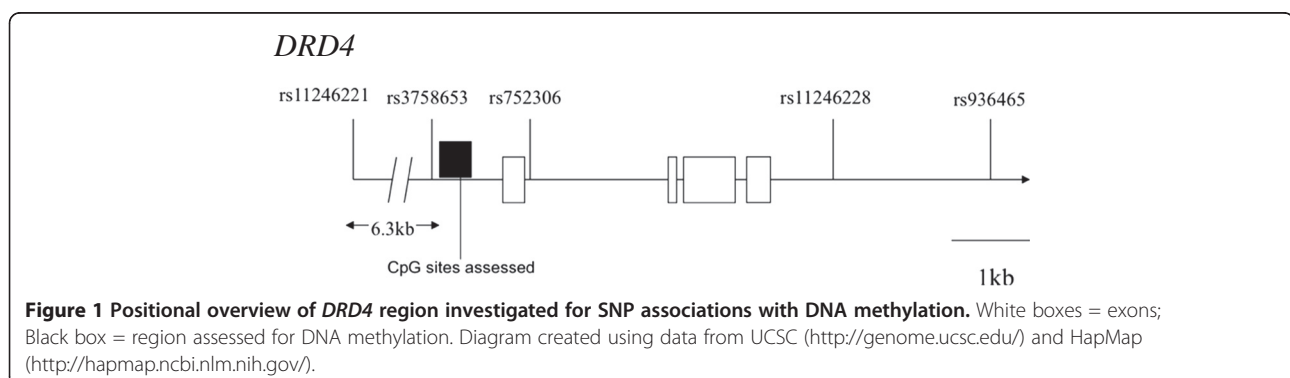 DRD4
rs11246221 rs3758653 rs752306 rs11246228 rs936465
6.3kb
CpG sites assessed
1kb
Figure 1 Positional overview of DRD4 region investigated for SNP associations with DNA methylation. White boxes = exons;
Black box = region assessed for DNA methylation. Diagram created using data from UCSC (http://genome.ucsc.edu/) and HapMap
(http://hapmap.ncbi.nlm.nih.gov/).